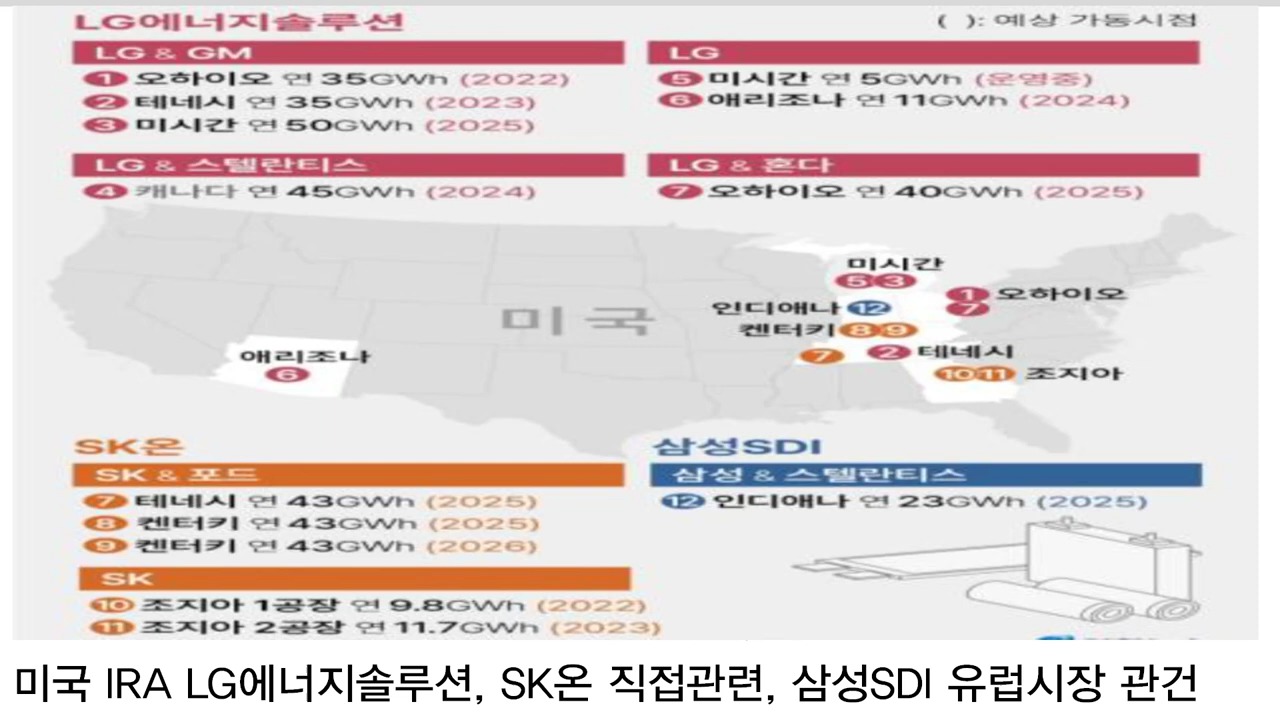 LG에너지솔루션
( ): 예상 가동시점
LG & GM
1 오하이오 연 35GWh (2022)
2 테네시 연 35GWh (2023)
3 미시간 연 50GWh (2025)
LG
5 미시간 연 5GWh (운영중)
6 애리조나 연 11GWh (2024)
LG & 스텔란티스
4 캐나다 연 45GWh (2024)
LG & 혼다
7 오하이오 연 40GWh (2025)
미국
미시간
5 3
1 오하이오
7
인디애나 12
켄터키 8 9
7
2 테네시
10 11 조지아
애리조나
6
SK온
SK & 포드
7 테네시 연 43GWh (2025)
8 켄터키 연 43GWh (2025)
9 켄터키 연 43GWh (2026)
SK
10 조지아 1공장 연 9.8GWh (2022)
11 조지아 2공장 연 11.7GWh (2023)
삼성SDI
삼성 & 스텔란티스
12 인디애나 연 23GWh (2025)
미국 IRA LG에너지솔루션, SK온 직접관련, 삼성SDI 유럽시장 관건